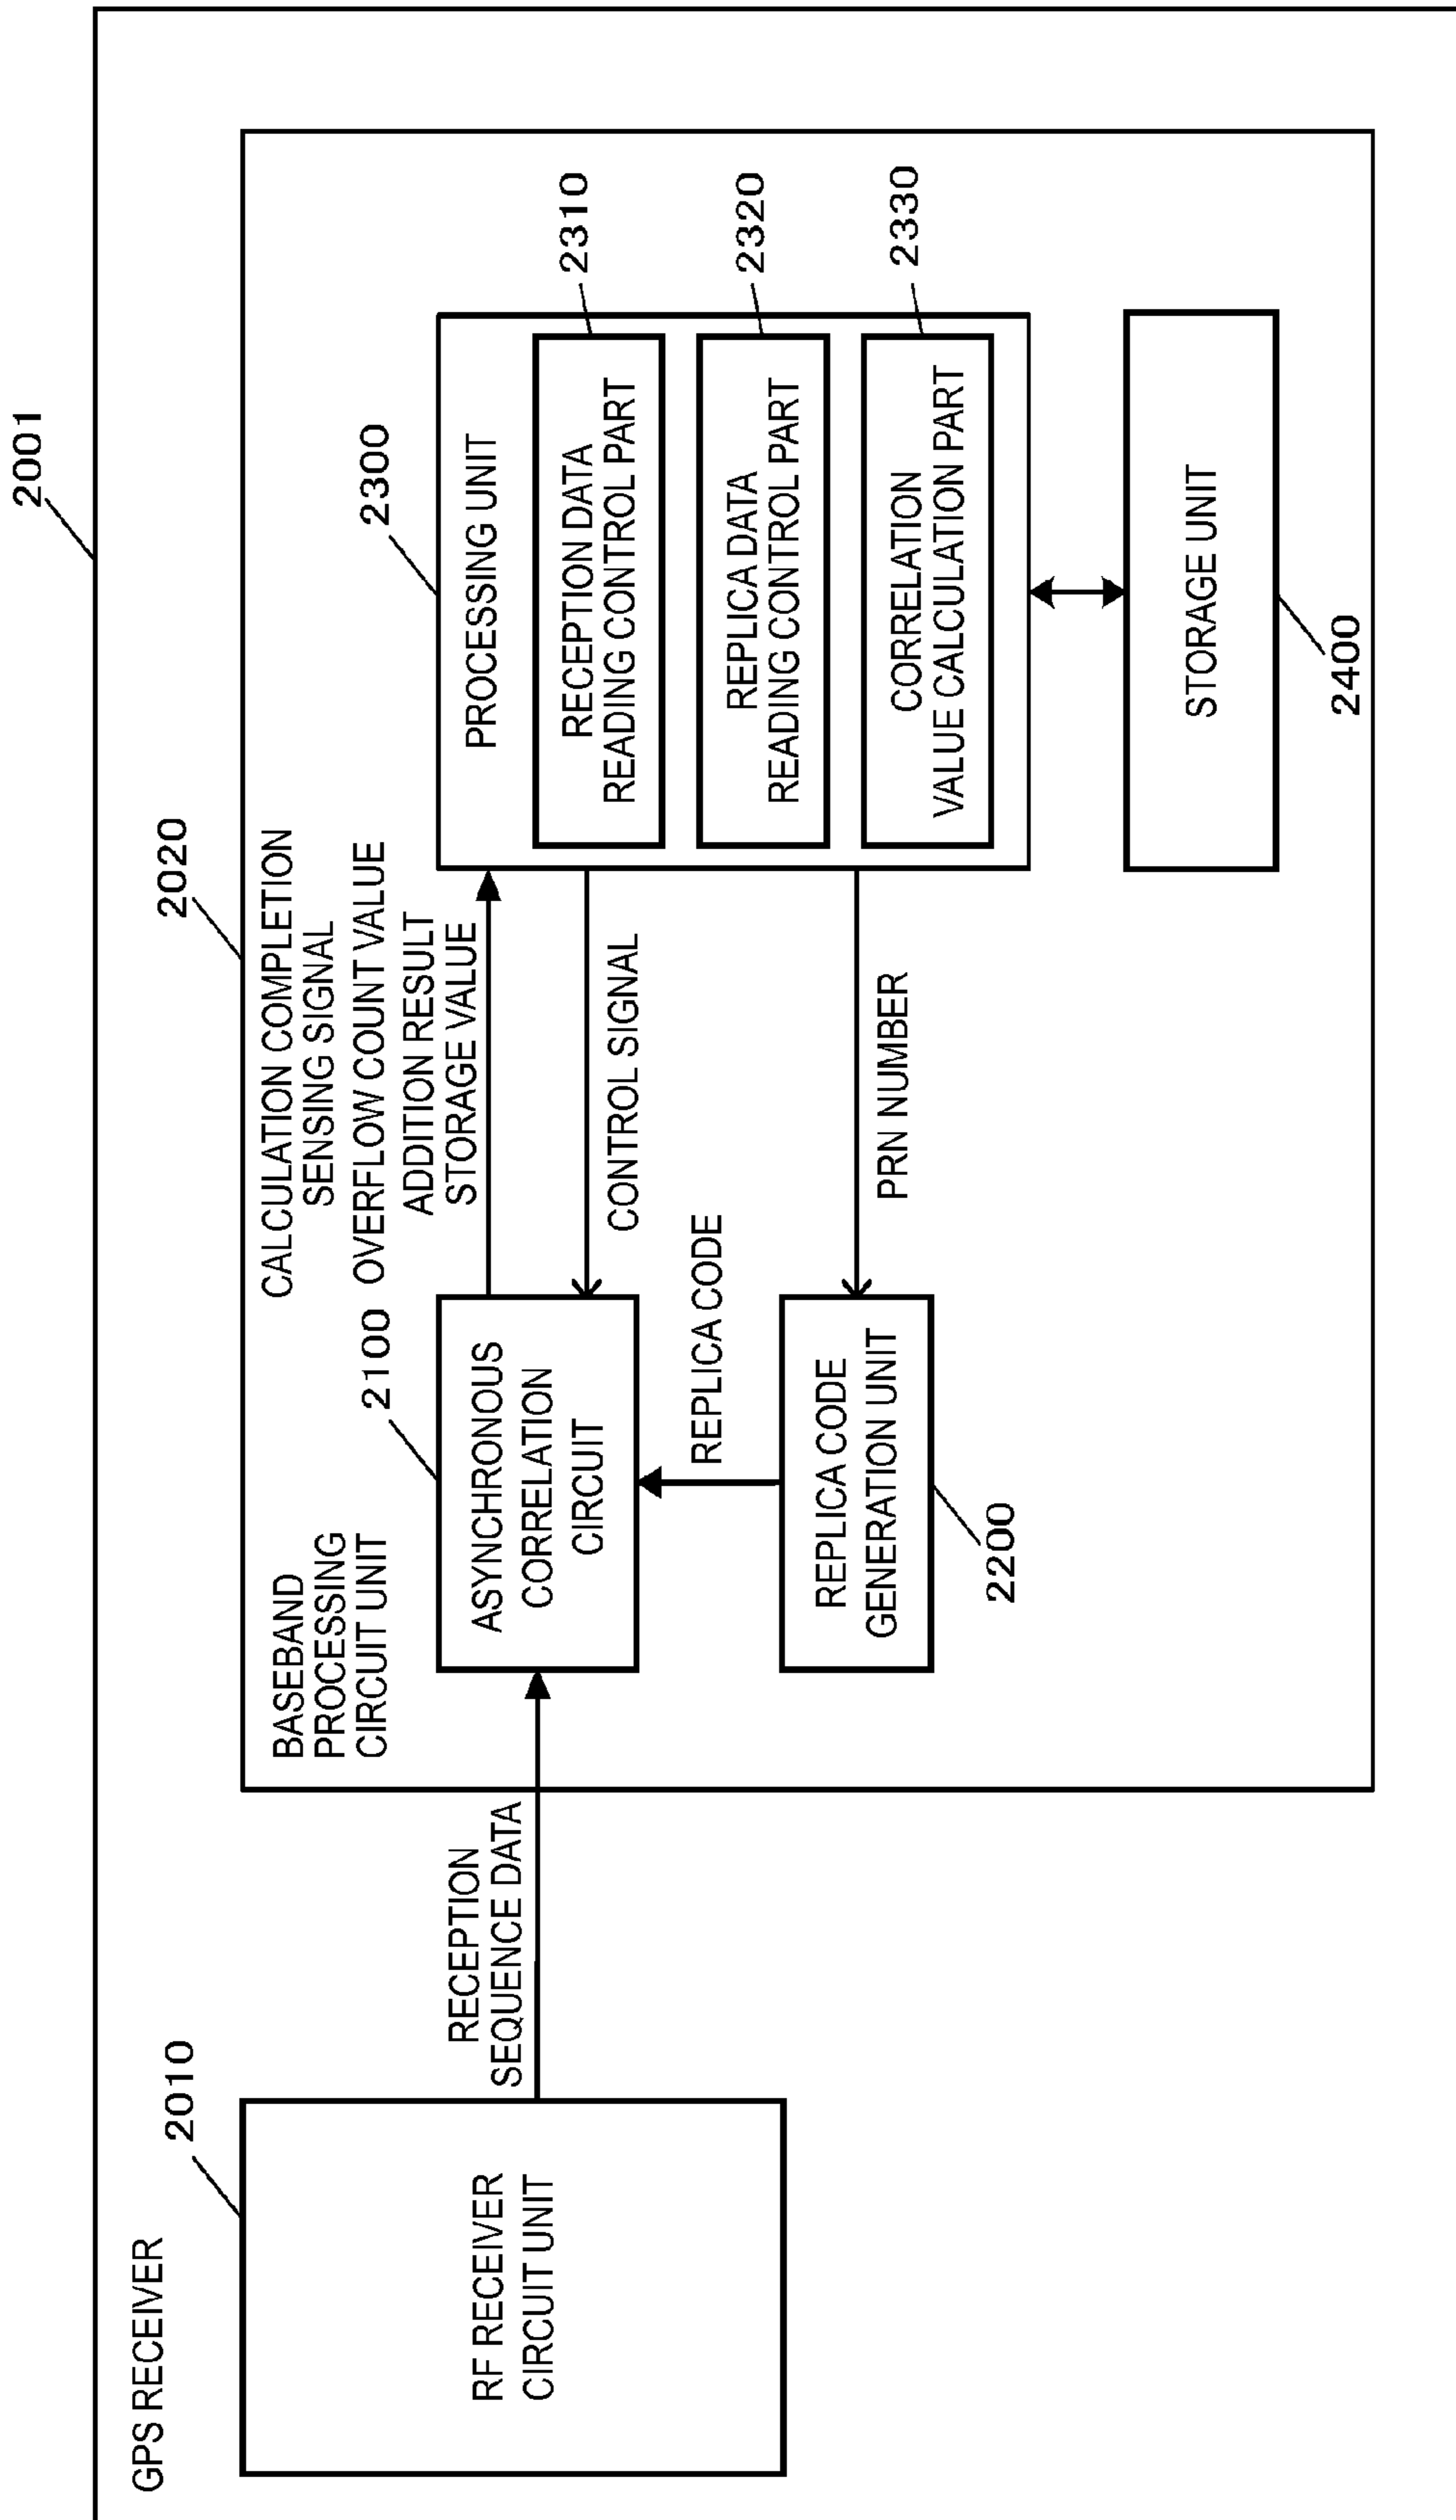 2001
GPS RECEIVER
2010
RF RECEIVER
CIRCUIT UNIT
RECEPTION
SEQUENCE DATA
2020
BASEBAND
PROCESSING
CIRCUIT UNIT
2100
ASYNCHRONOUS
CORRELATION
CIRCUIT
CALCULATION COMPLETION
SENSING SIGNAL
OVERFLOW COUNT VALUE
ADDITION RESULT
STORAGE VALUE
CONTROL SIGNAL
REPLICA CODE
PRN NUMBER
REPLICA CODE
GENERATION UNIT
2200
2300
PROCESSING UNIT
RECEPTION DATA
READING CONTROL PART
2310
REPLICA DATA
READING CONTROL PART
2320
CORRELATION
VALUE CALCULATION PART
2330
STORAGE UNIT
2400